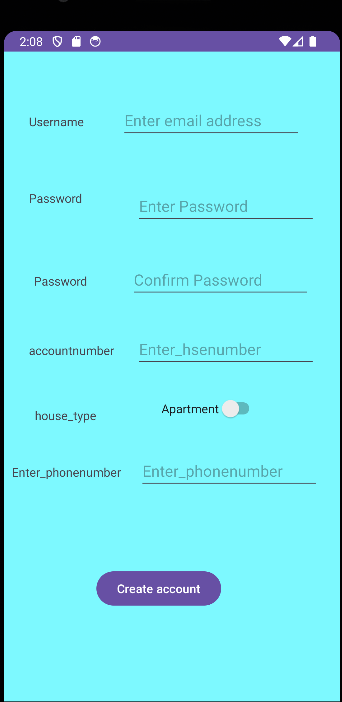 2:08
Username Enter email address
Password Enter Password
Password Confirm Password
accountnumber Enter_hsenumber
house_type Apartment
Enter_phonenumber Enter_phonenumber
Create account